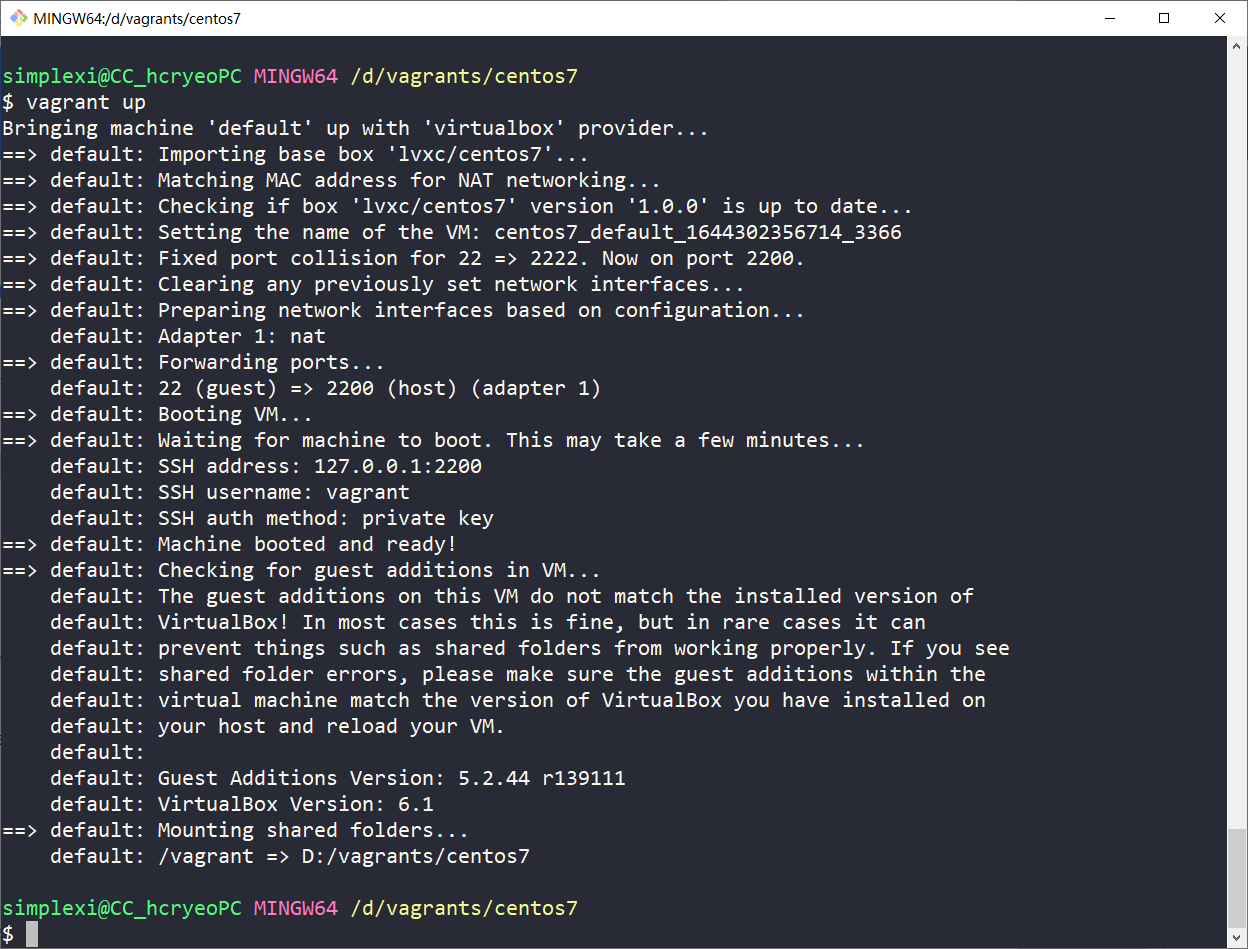 MINGW64:/d/vagrants/centos7
simplexi@CC_hcryeoPC MINGW64 /d/vagrants/centos7
$ vagrant up
Bringing machine 'default' up with 'virtualbox' provider...
==> default: Importing base box 'lvxc/centos7'...
==> default: Matching MAC address for NAT networking...
==> default: Checking if box 'lvxc/centos7' version '1.0.0' is up to date...
==> default: Setting the name of the VM: centos7_default_1644302356714_3366
==> default: Fixed port collision for 22 => 2222. Now on port 2200.
==> default: Clearing any previously set network interfaces...
==> default: Preparing network interfaces based on configuration...
    default: Adapter 1: nat
==> default: Forwarding ports...
    default: 22 (guest) => 2200 (host) (adapter 1)
==> default: Booting VM...
==> default: Waiting for machine to boot. This may take a few minutes...
    default: SSH address: 127.0.0.1:2200
    default: SSH username: vagrant
    default: SSH auth method: private key
==> default: Machine booted and ready!
==> default: Checking for guest additions in VM...
    default: The guest additions on this VM do not match the installed version of
    default: VirtualBox! In most cases this is fine, but in rare cases it can
    default: prevent things such as shared folders from working properly. If you see
    default: shared folder errors, please make sure the guest additions within the
    default: virtual machine match the version of VirtualBox you have installed on
    default: your host and reload your VM.
    default:
    default: Guest Additions Version: 5.2.44 r139111
    default: VirtualBox Version: 6.1
==> default: Mounting shared folders...
    default: /vagrant => D:/vagrants/centos7
simplexi@CC_hcryeoPC MINGW64 /d/vagrants/centos7
$